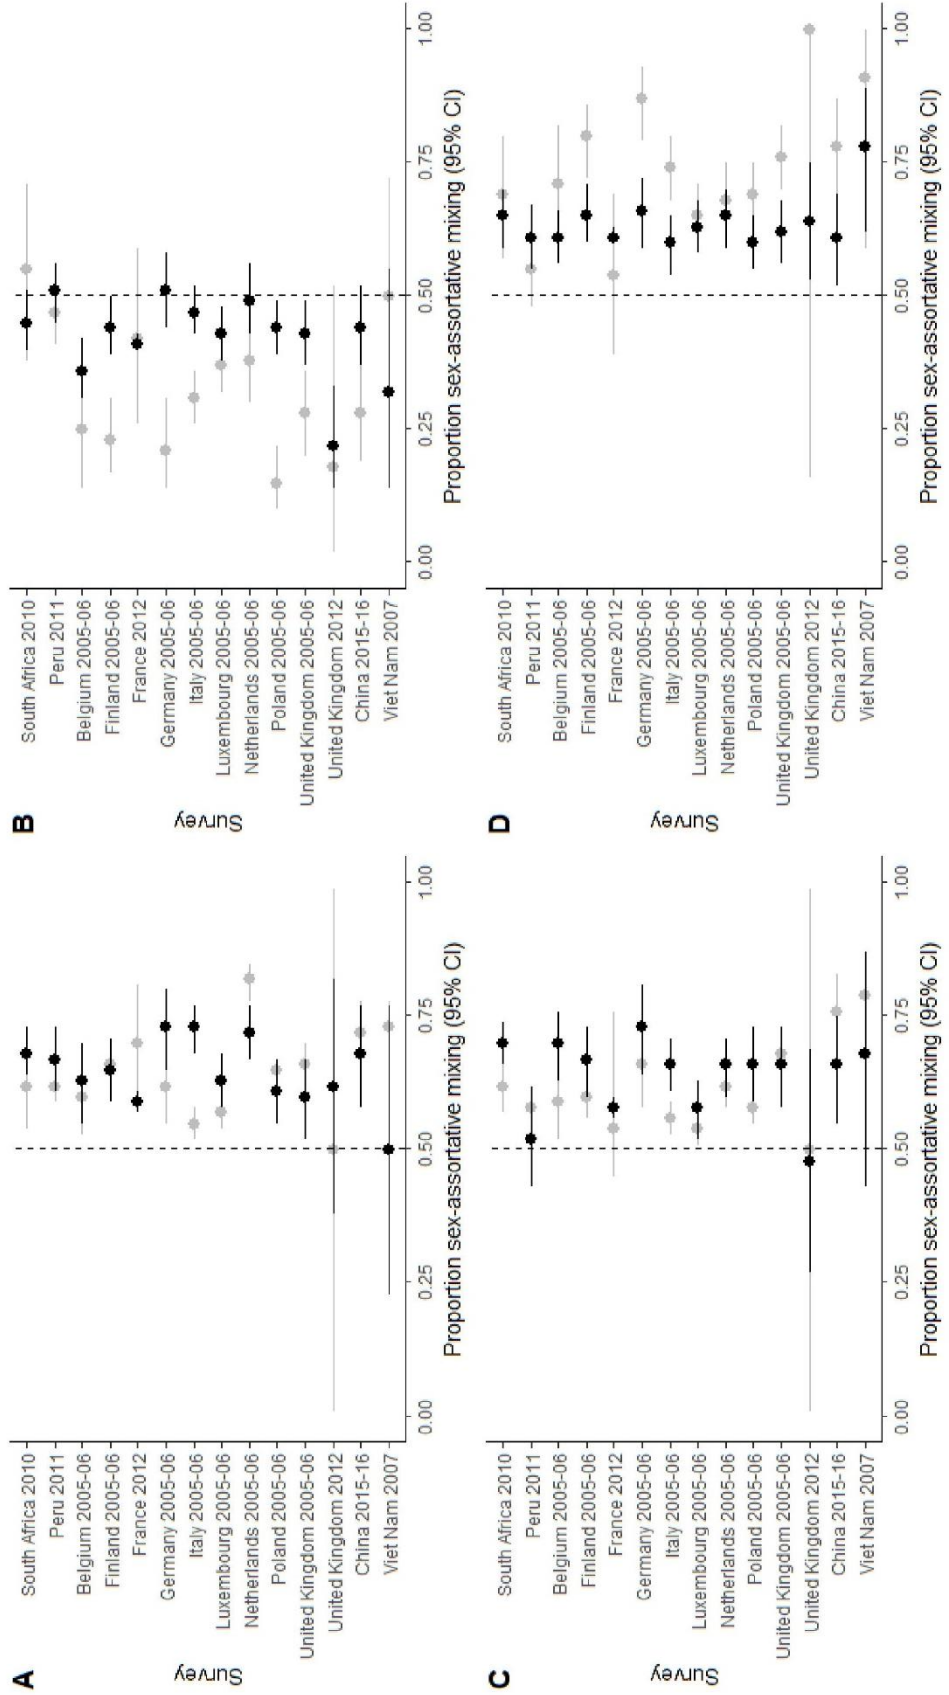 A
Survey
South Africa 2010
Peru 2011
Belgium 2005-06
Finland 2005-06
France 2012
Germany 2005-06
Italy 2005-06
Luxembourg 2005-06
Netherlands 2005-06
Poland 2005-06
United Kingdom 2005-06
United Kingdom 2012
China 2015-16
Viet Nam 2007
0.00 0.25 0.50 0.75 1.00
Proportion sex-assortative mixing (95% CI)
B
Survey
South Africa 2010
Peru 2011
Belgium 2005-06
Finland 2005-06
France 2012
Germany 2005-06
Italy 2005-06
Luxembourg 2005-06
Netherlands 2005-06
Poland 2005-06
United Kingdom 2005-06
United Kingdom 2012
China 2015-16
Viet Nam 2007
0.00 0.25 0.50 0.75 1.00
Proportion sex-assortative mixing (95% CI)
C
Survey
South Africa 2010
Peru 2011
Belgium 2005-06
Finland 2005-06
France 2012
Germany 2005-06
Italy 2005-06
Luxembourg 2005-06
Netherlands 2005-06
Poland 2005-06
United Kingdom 2005-06
United Kingdom 2012
China 2015-16
Viet Nam 2007
0.00 0.25 0.50 0.75 1.00
Proportion sex-assortative mixing (95% CI)
D
Survey
South Africa 2010
Peru 2011
Belgium 2005-06
Finland 2005-06
France 2012
Germany 2005-06
Italy 2005-06
Luxembourg 2005-06
Netherlands 2005-06
Poland 2005-06
United Kingdom 2005-06
United Kingdom 2012
China 2015-16
Viet Nam 2007
0.00 0.25 0.50 0.75 1.00
Proportion sex-assortative mixing (95% CI)